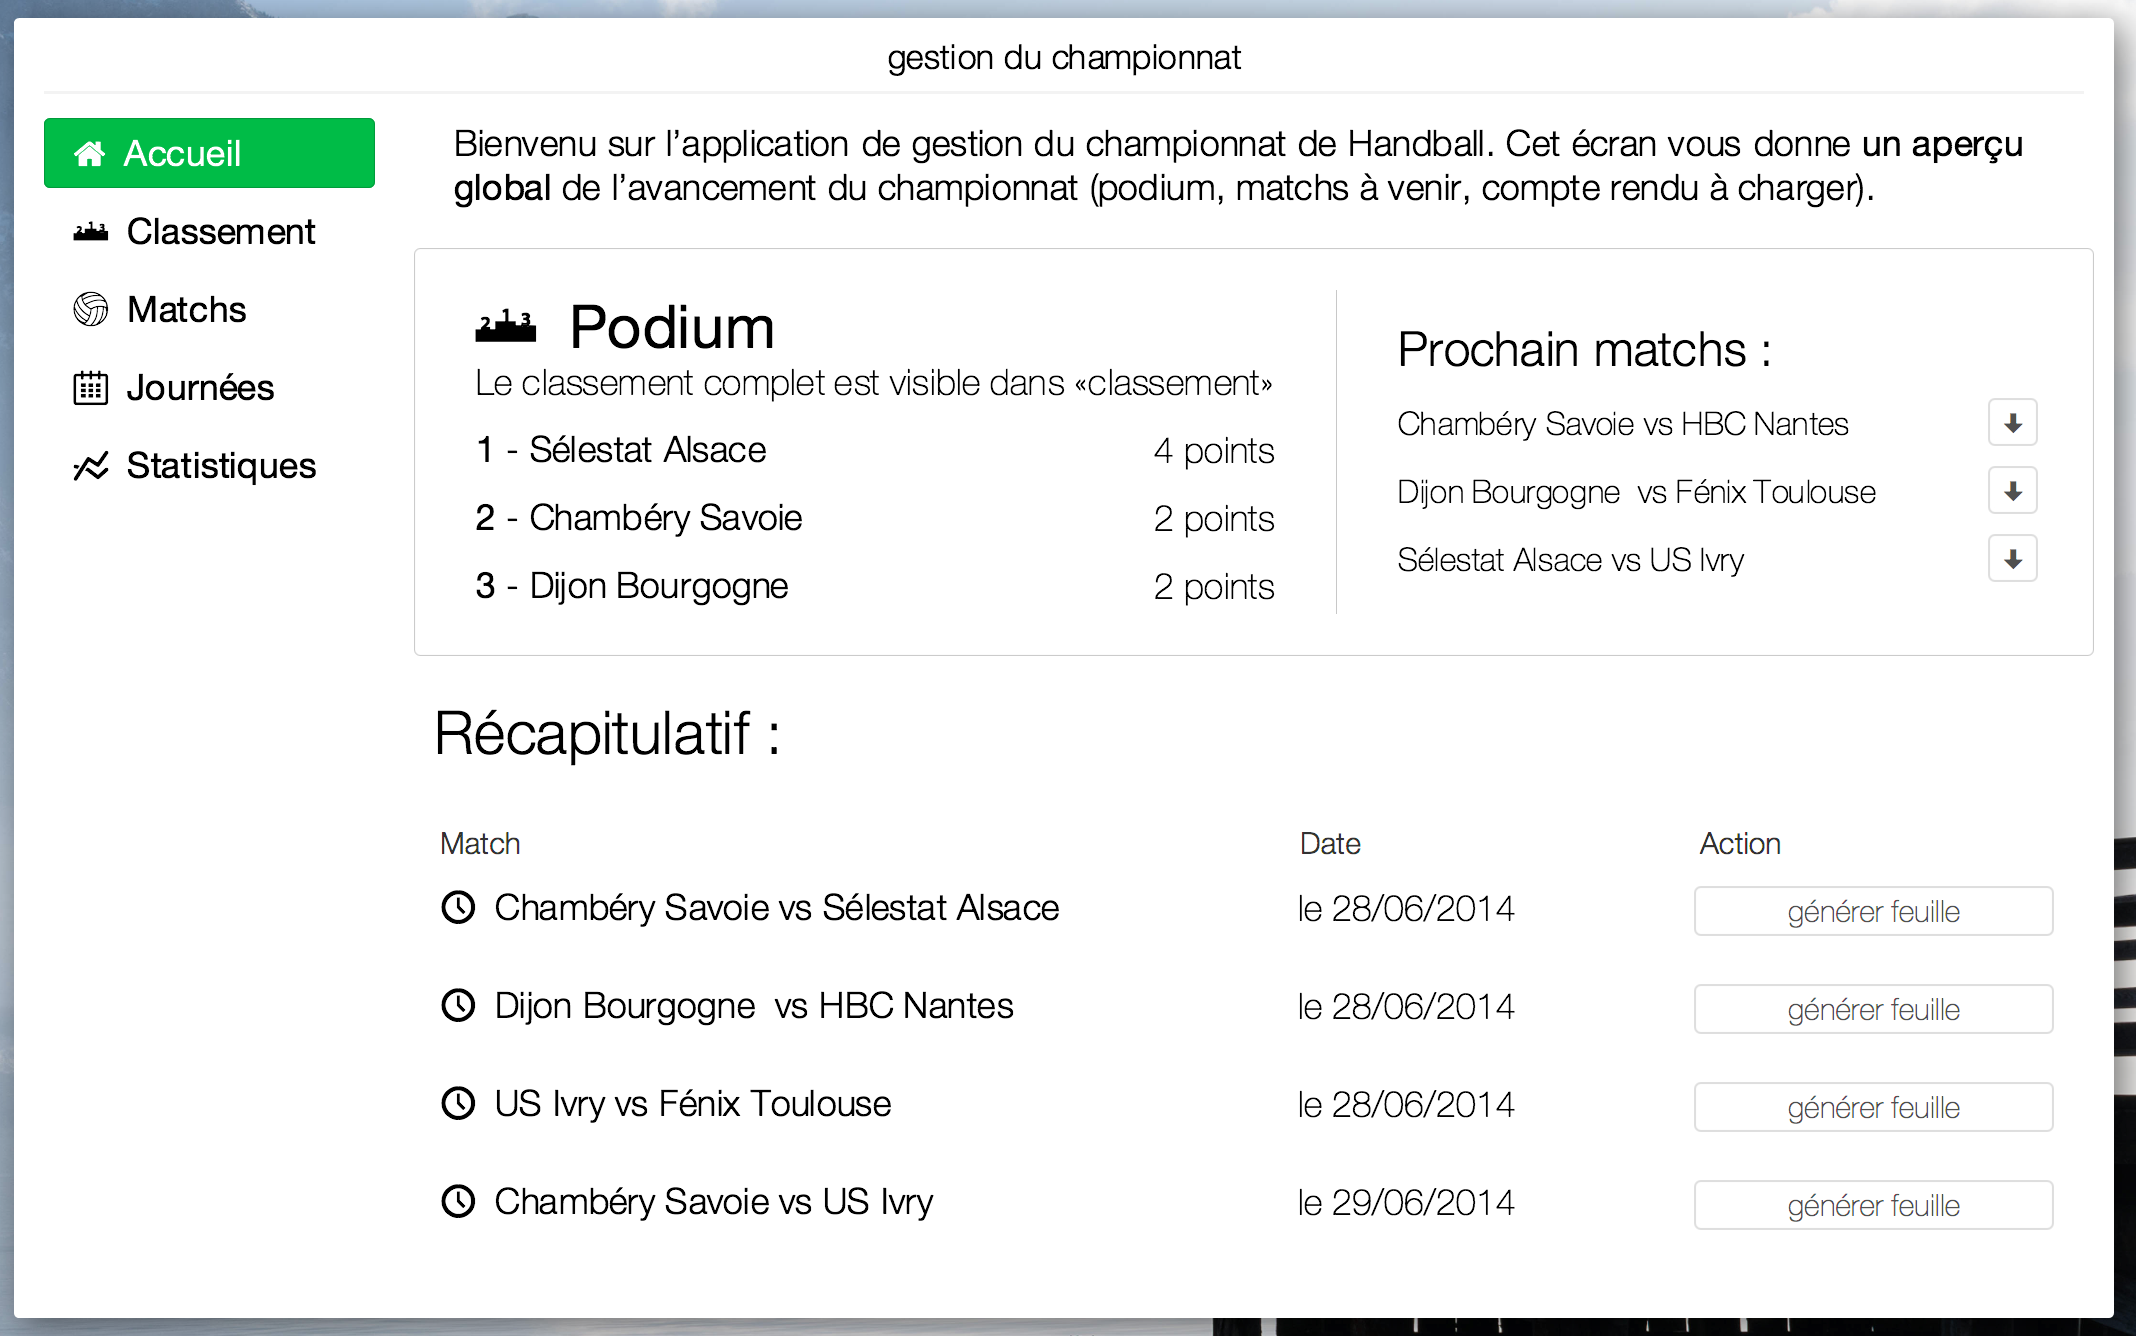 gestion du championnat
Accueil
Classement
Matchs
Journées
Statistiques
Bienvenu sur l'application de gestion du championnat de Handball. Cet écran vous donne un aperçu
global de l'avancement du championnat (podium, matchs à venir, compte rendu à charger).
2 1 3 Podium
Le classement complet est visible dans «classement»
1 - Sélestat Alsace 4 points
2 - Chambéry Savoie 2 points
3 - Dijon Bourgogne 2 points
Prochain matchs :
Chambéry Savoie vs HBC Nantes
Dijon Bourgogne vs Fénix Toulouse
Sélestat Alsace vs US Ivry
Récapitulatif :
Match Date Action
Chambéry Savoie vs Sélestat Alsace le 28/06/2014 générer feuille
Dijon Bourgogne vs HBC Nantes le 28/06/2014 générer feuille
US Ivry vs Fénix Toulouse le 28/06/2014 générer feuille
Chambéry Savoie vs US Ivry le 29/06/2014 générer feuille